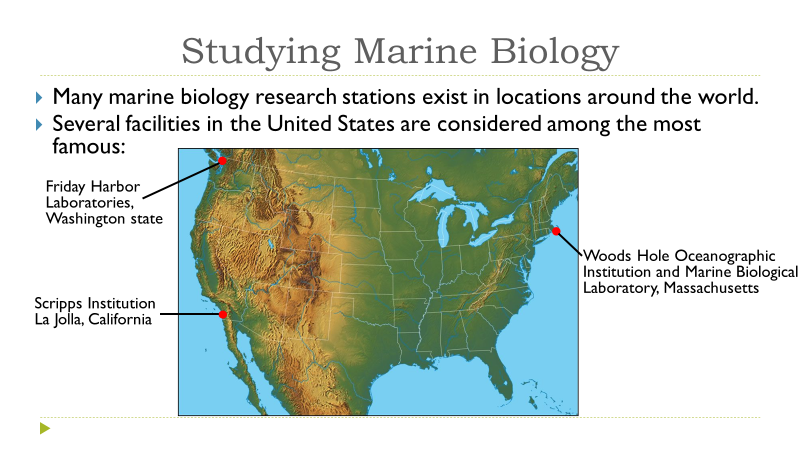 Studying Marine Biology
Many marine biology research stations exist in locations around the world.
Several facilities in the United States are considered among the most
famous:
Friday Harbor
Laboratories,
Washington state
Woods Hole Oceanographic
Institution and Marine Biological
Laboratory, Massachusetts
Scripps Institution
La Jolla, California